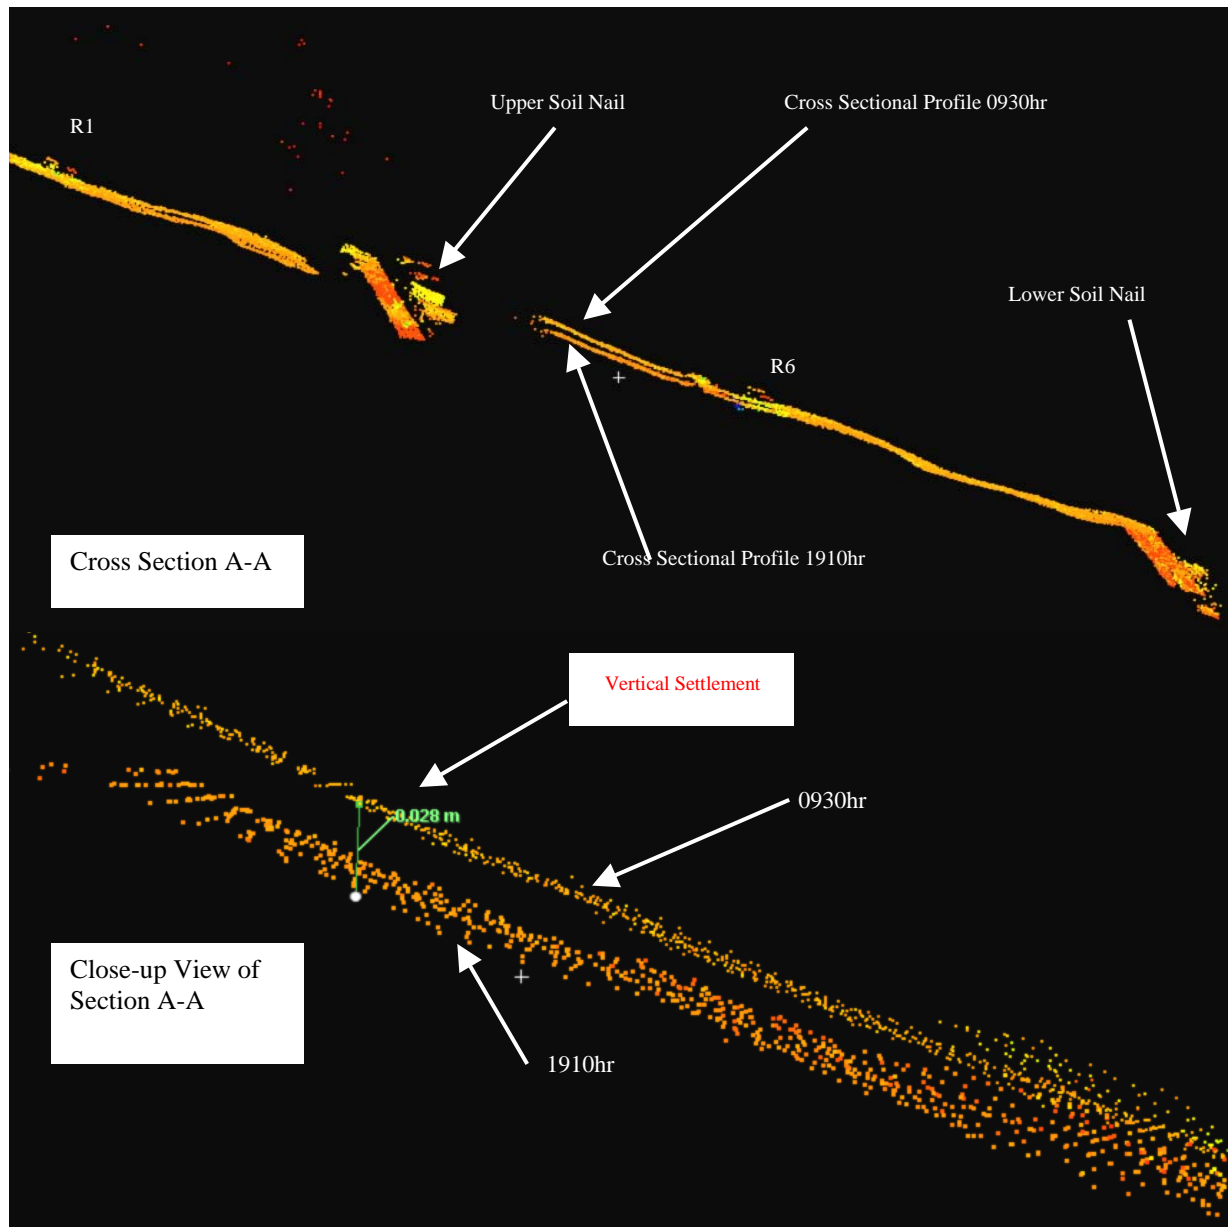 Upper Soil Nail
Cross Sectional Profile 0930hr
R1
Lower Soil Nail
R6
Cross Section A-A
Cross Sectional Profile 1910hr
Vertical Settlement
0930hr
0.028 m
Close-up View of
Section A-A
1910hr